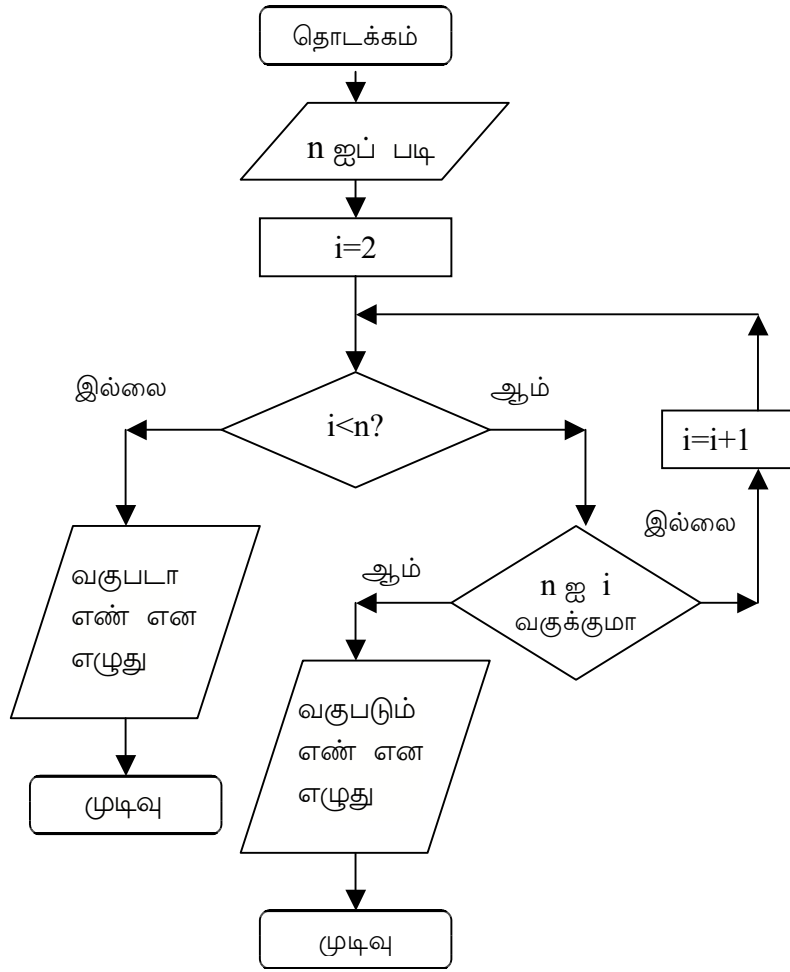 தொடக்கம்
n ஐப் படி
i=2
இல்லை
ஆம்
i<n?
i=i+1
இல்லை
வகுபடா
எண் என
எழுது
ஆம்
n ஐ i
வகுக்குமா
வகுபடும்
எண் என
எழுது
முடிவு
முடிவு